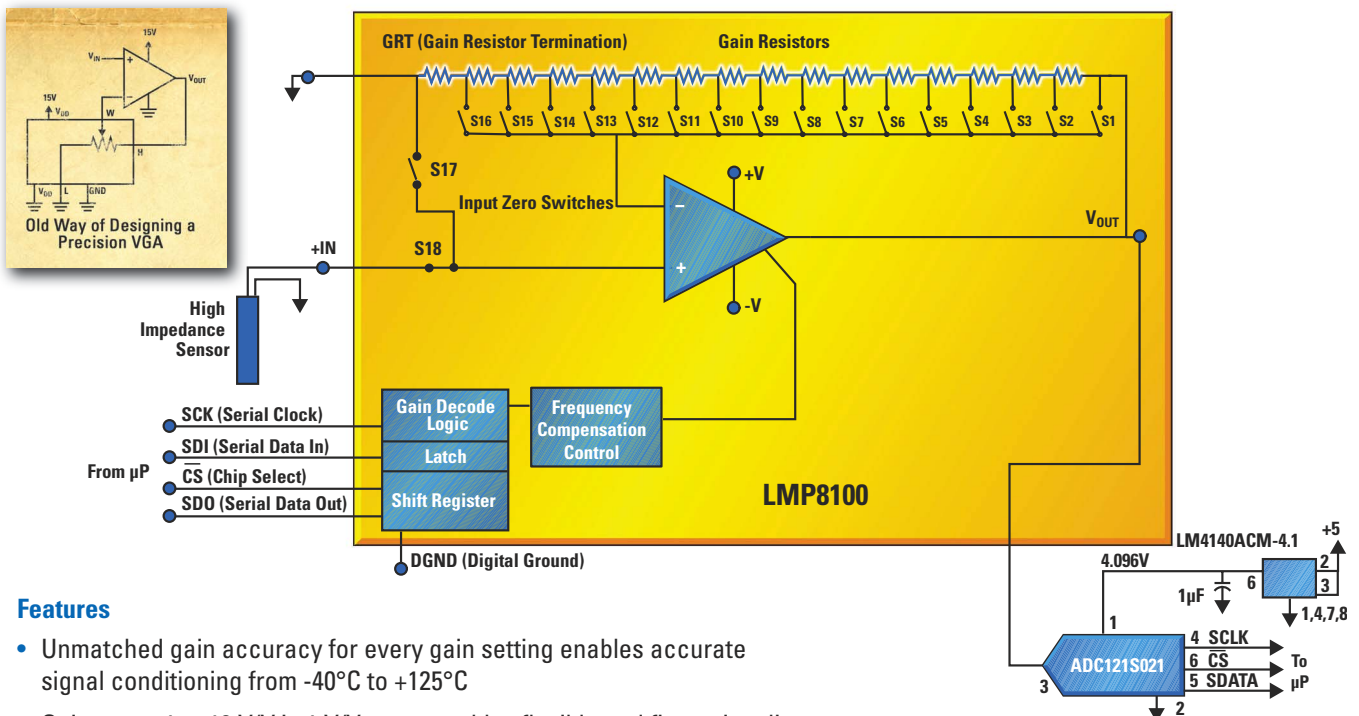 15V
VIN
VOUT
15V
VDD
W
H
VDD
L
GND
Old Way of Designing a
Precision VGA
GRT (Gain Resistor Termination)
Gain Resistors
S16 S15 S14 S13 S12 S11 S10 S9 S8 S7 S6 S5 S4 S3 S2 S1
S17
+V
Input Zero Switches
−
VOUT
+IN
S18
+
-V
High
Impedance
Sensor
Gain Decode
Logic
Latch
Shift Register
Frequency
Compensation
Control
SCK (Serial Clock)
SDI (Serial Data In)
From µP
CS (Chip Select)
SDO (Serial Data Out)
LMP8100
DGND (Digital Ground)
+5
LM4140ACM-4.1
4.096V
1µF
6
2
3
1,4,7,8
1
ADC121S021
4 SCLK
6 CS
5 SDATA
To
µP
3
2
Features
• Unmatched gain accuracy for every gain setting enables accurate
signal conditioning from -40°C to +125°C